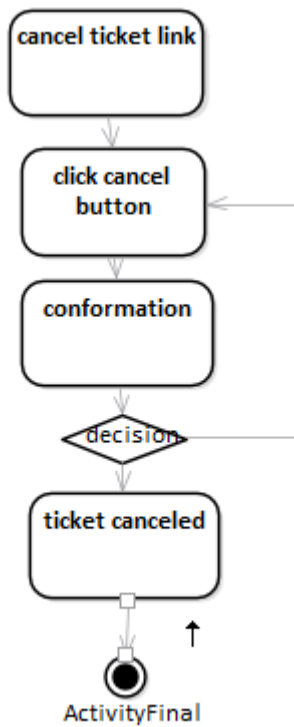 cancel ticket link
click cancel
button
conformation
decision
ticket canceled
ActivityFinal